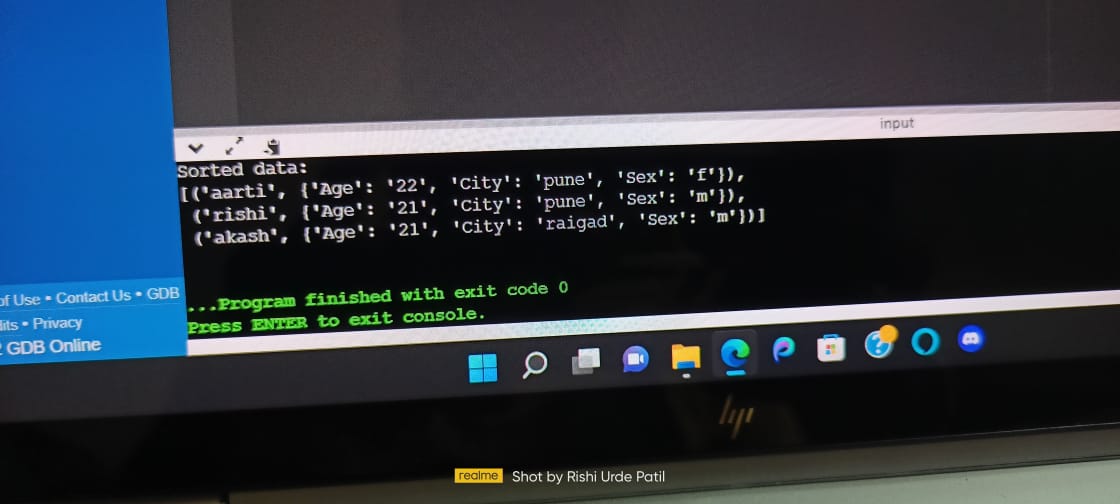 input
Sorted data:
[('aarti', {'Age': '22', 'City': 'pune', 'Sex': 'f'}),
('rishi', {'Age': '21', 'City': 'pune', 'Sex': 'm'}),
('akash', {'Age': '21', 'City': 'raigad', 'Sex': 'm'})]
...Program finished with exit code 0
Press ENTER to exit console.
of Use • Contact Us • GDB
dits • Privacy
GDB Online
hp
realme Shot by Rishi Urde Patil